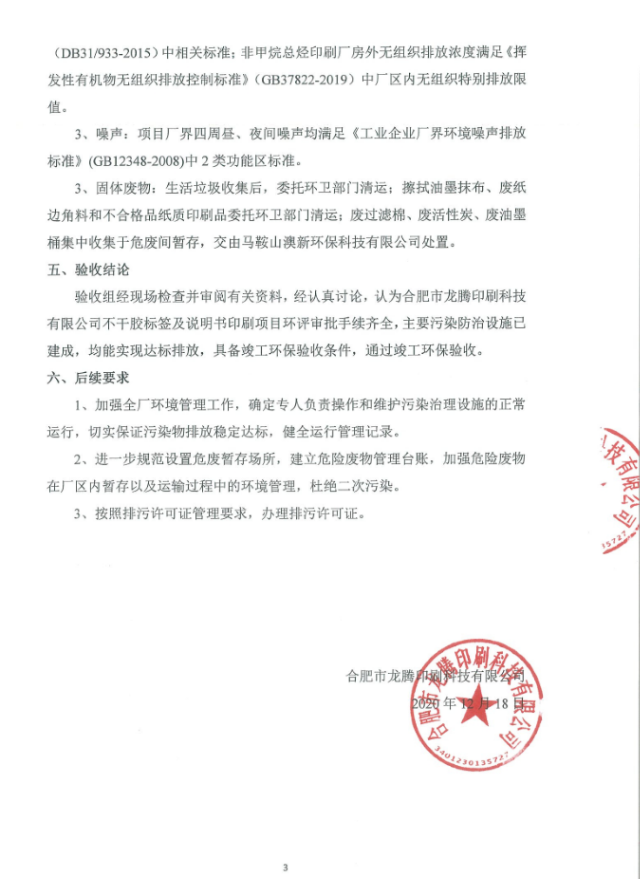 （DB31/933-2015）中相关标准；非甲烷总烃印刷厂房外无组织排放浓度满足《挥
发性有机物无组织排放控制标准》（GB37822-2019）中厂区内无组织特别排放限
值。
3、噪声：项目厂界四周昼、夜间噪声均满足《工业企业厂界环境噪声排放
标准》(GB12348-2008)中 2 类功能区标准。
3、固体废物：生活垃圾收集后，委托环卫部门清运；擦拭油墨抹布、废纸
边角料和不合格品纸质印刷品委托环卫部门清运；废过滤棉、废活性炭、废油墨
桶集中收集于危废间暂存，交由马鞍山澳新环保科技有限公司处置。
五、验收结论
验收组经现场检查并审阅有关资料，经认真讨论，认为合肥市龙腾印刷科技
有限公司不干胶标签及说明书印刷项目环评审批手续齐全，主要污染防治设施已
建成，均能实现达标排放，具备竣工环保验收条件，通过竣工环保验收。
六、后续要求
1、加强全厂环境管理工作，确定专人负责操作和维护污染治理设施的正常
运行，切实保证污染物排放稳定达标，健全运行管理记录。
2、进一步规范设置危废暂存场所，建立危险废物管理台账，加强危险废物
在厂区内暂存以及运输过程中的环境管理，杜绝二次污染。
3、按照排污许可证管理要求，办理排污许可证。
技有限公司
35727
合肥市龙腾印刷科技有限公司
2020 年 12 月 18 日
合肥市龙腾印刷科技有限公司
3401230135727
3